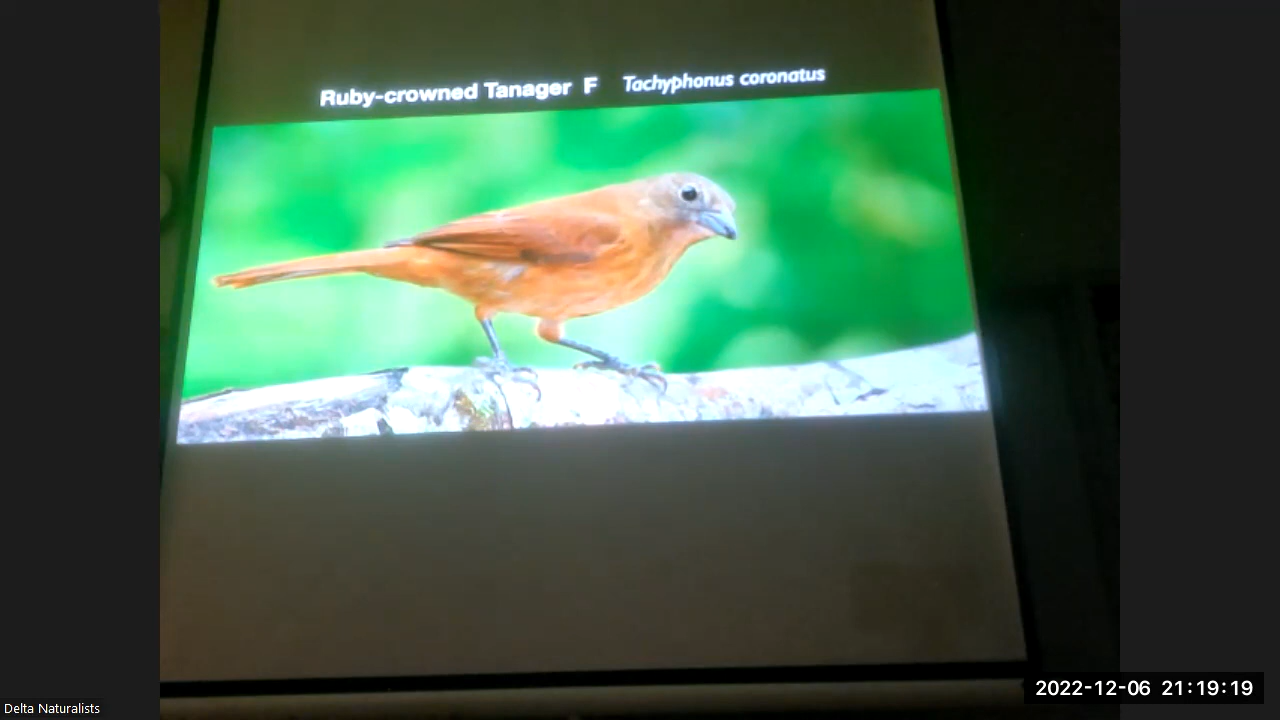 Ruby-crowned Tanager F Tachyphonus coronatus
Delta Naturalists
2022-12-06 21:19:19